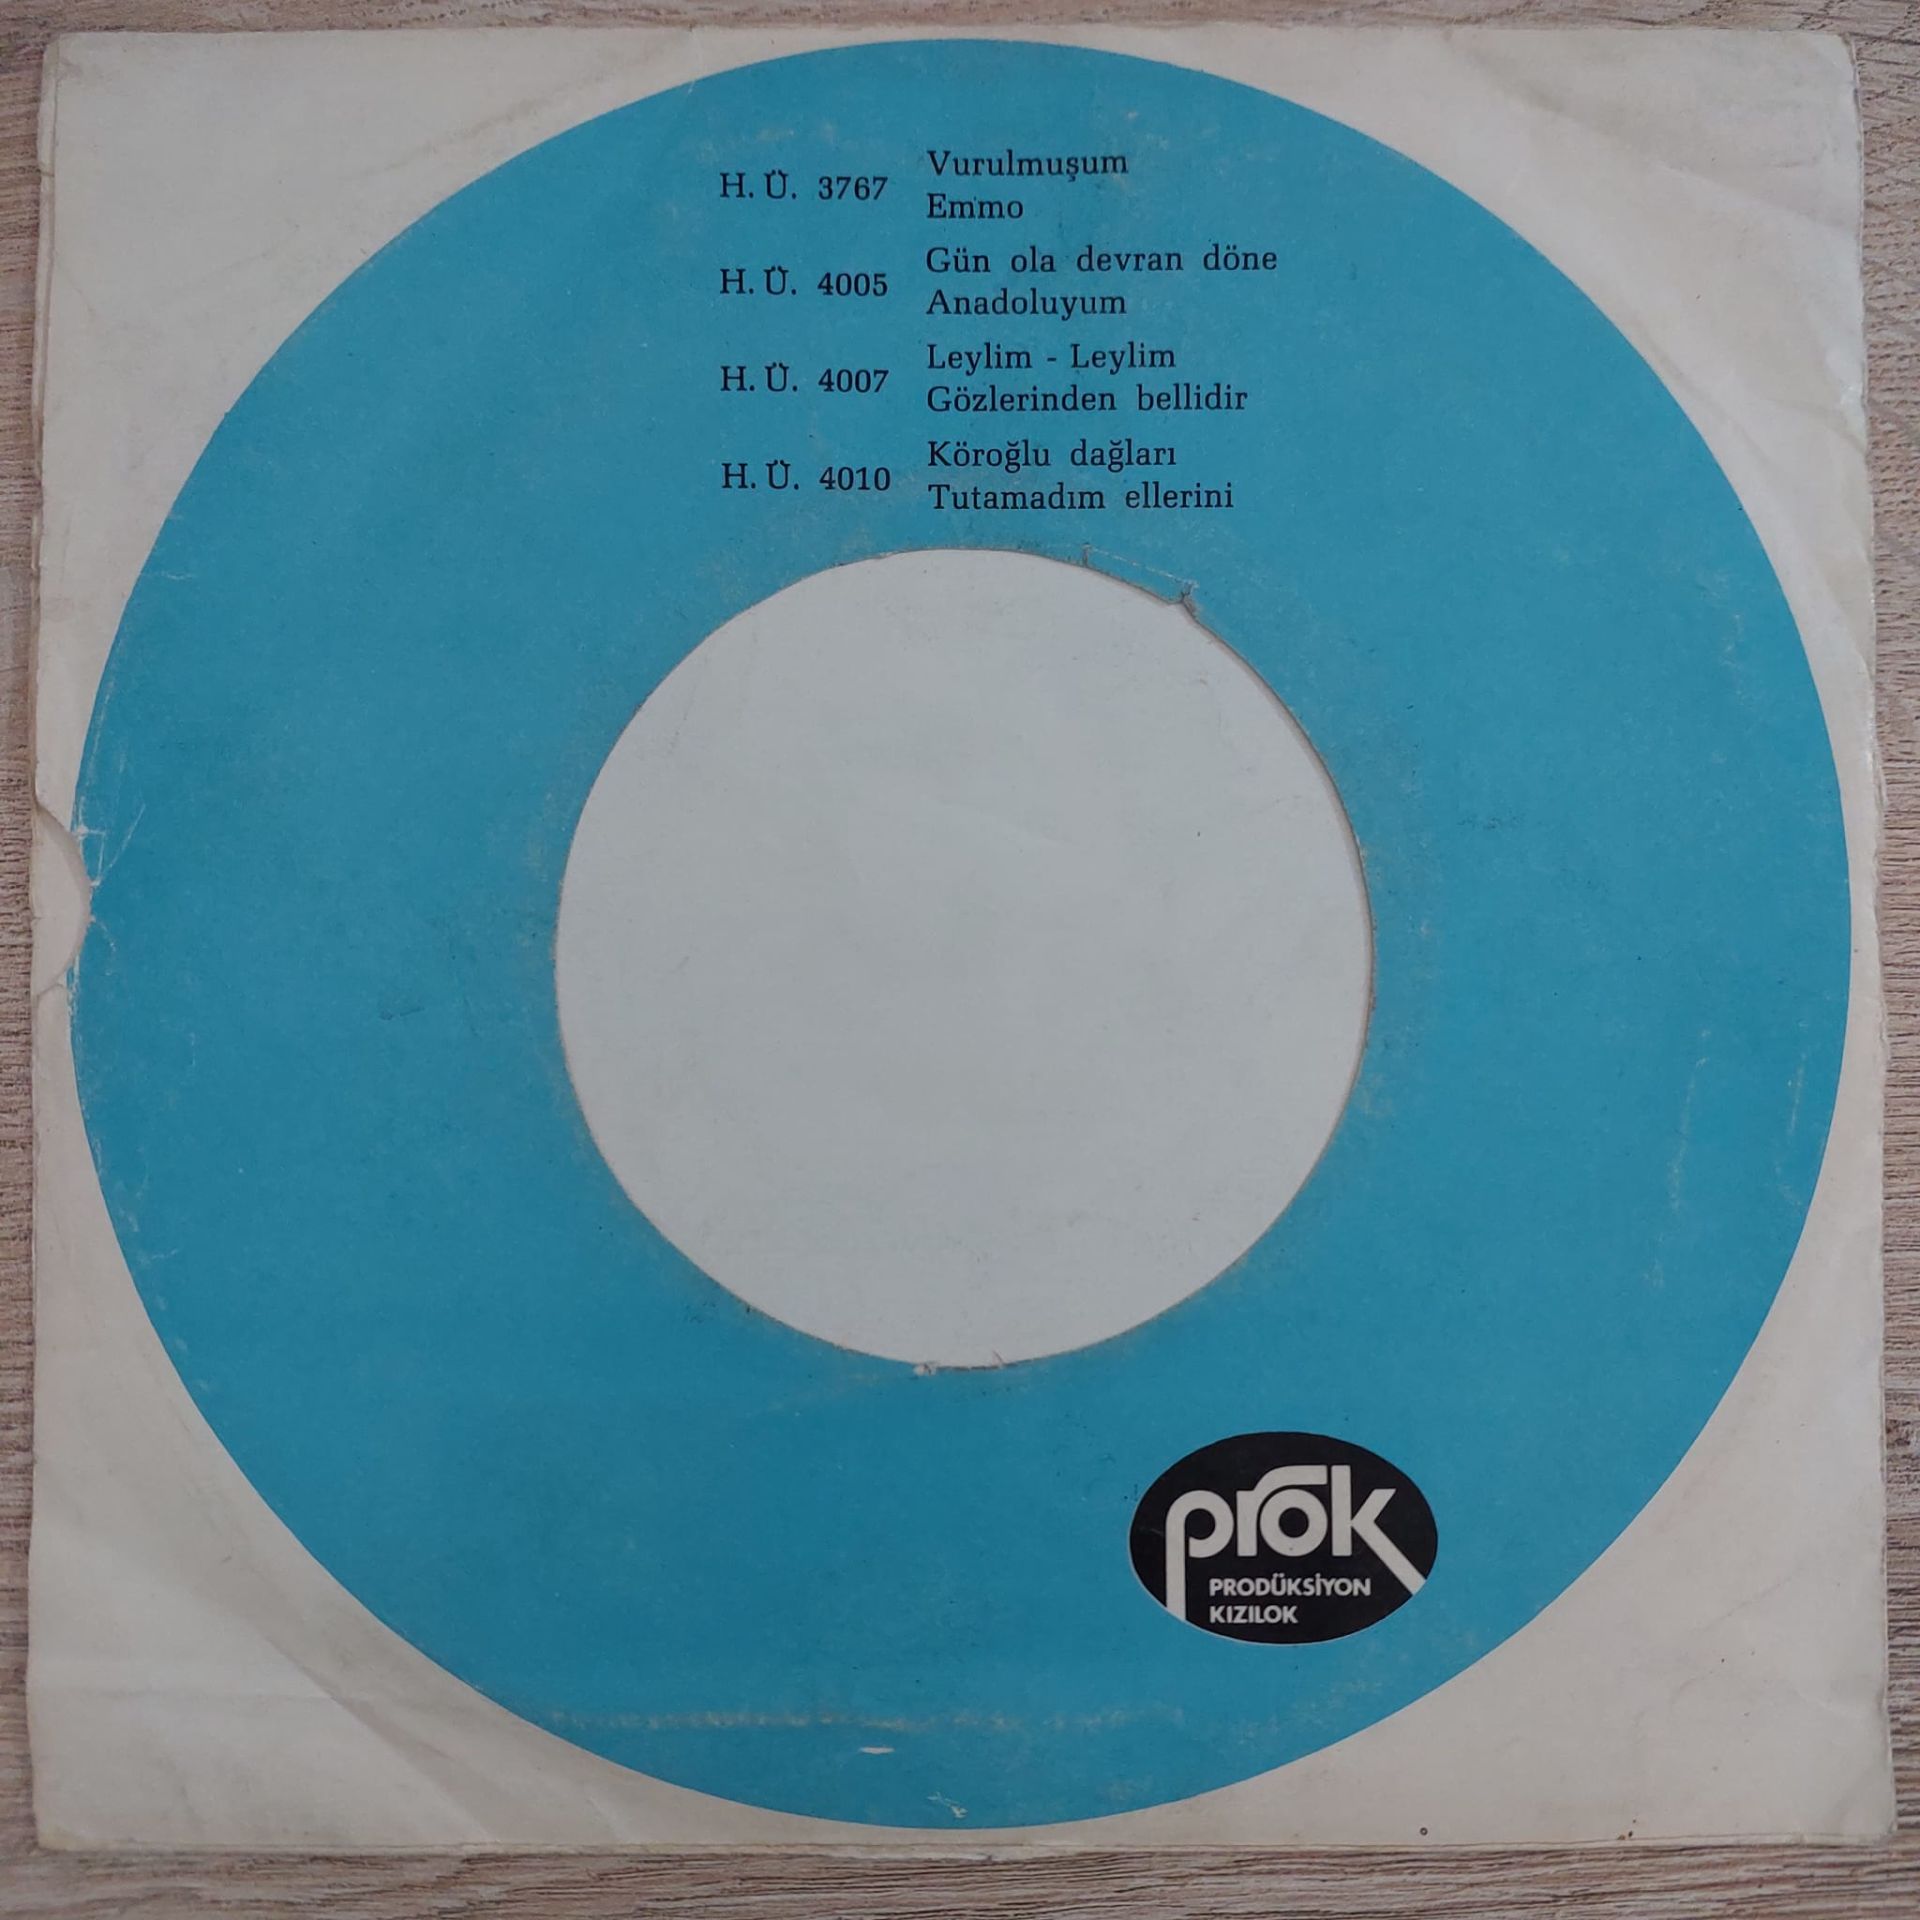 H. Ü. 3767 Vurulmuşum
Emmo
H. Ü. 4005 Gün ola devran döne
Anadoluyum
H. Ü. 4007 Leylim - Leylim
Gözlerinden bellidir
H. Ü. 4010 Köroğlu dağları
Tutamadım ellerini
prok
PRODÜKSİYON
KIZILOK